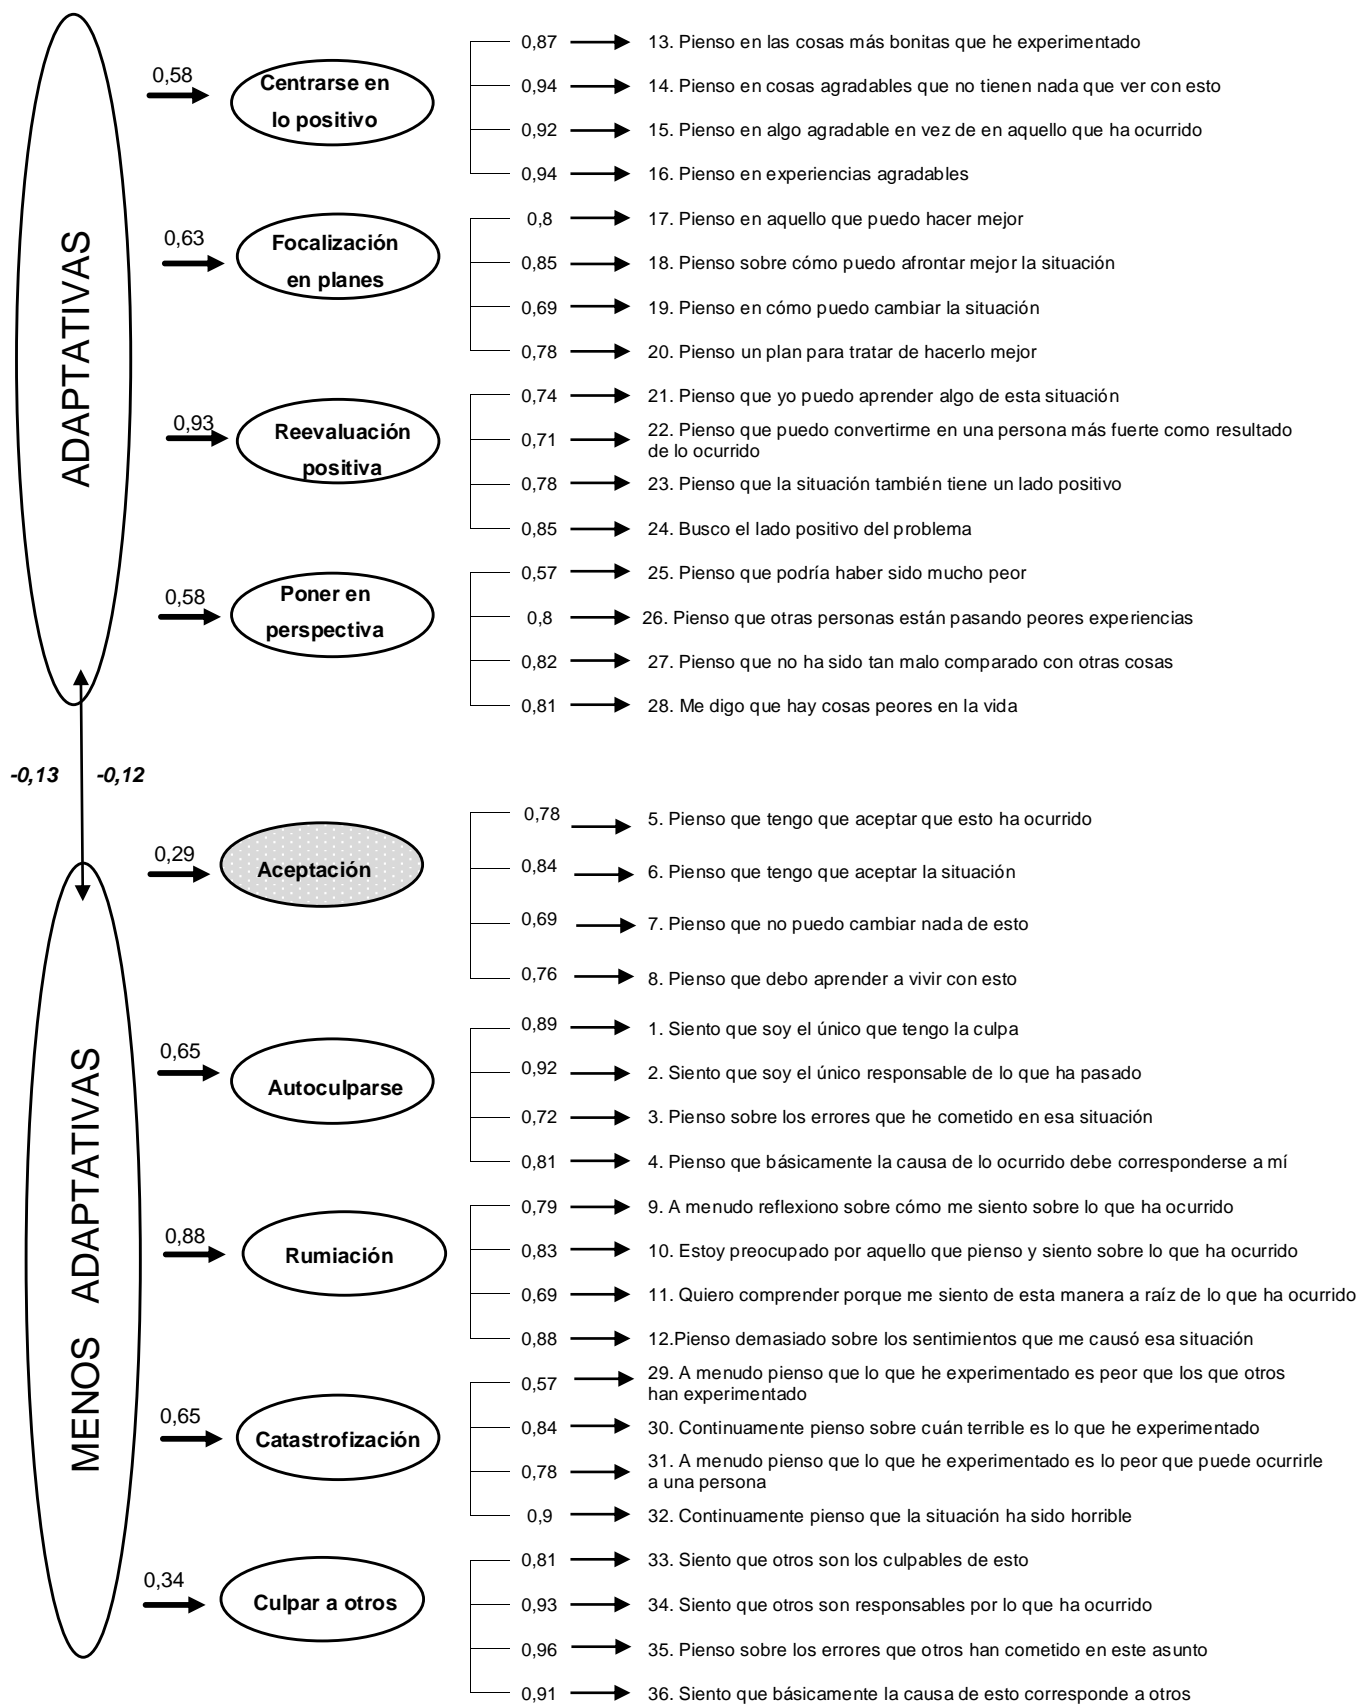 ADAPTATIVAS
0,58
Centrarse en
lo positivo
0,87 13. Pienso en las cosas más bonitas que he experimentado
0,94 14. Pienso en cosas agradables que no tienen nada que ver con esto
0,92 15. Pienso en algo agradable en vez de en aquello que ha ocurrido
0,94 16. Pienso en experiencias agradables
0,63
Focalización
en planes
0,8 17. Pienso en aquello que puedo hacer mejor
0,85 18. Pienso sobre cómo puedo afrontar mejor la situación
0,69 19. Pienso en cómo puedo cambiar la situación
0,78 20. Pienso un plan para tratar de hacerlo mejor
0,93
Reevaluación
positiva
0,74 21. Pienso que yo puedo aprender algo de esta situación
0,71 22. Pienso que puedo convertirme en una persona más fuerte como resultado
de lo ocurrido
0,78 23. Pienso que la situación también tiene un lado positivo
0,85 24. Busco el lado positivo del problema
0,58
Poner en
perspectiva
0,57 25. Pienso que podría haber sido mucho peor
0,8 26. Pienso que otras personas están pasando peores experiencias
0,82 27. Pienso que no ha sido tan malo comparado con otras cosas
0,81 28. Me digo que hay cosas peores en la vida
-0,13 -0,12
MENOS ADAPTATIVAS
0,29
Aceptación
0,78 5. Pienso que tengo que aceptar que esto ha ocurrido
0,84 6. Pienso que tengo que aceptar la situación
0,69 7. Pienso que no puedo cambiar nada de esto
0,76 8. Pienso que debo aprender a vivir con esto
0,65
Autoculparse
0,89 1. Siento que soy el único que tengo la culpa
0,92 2. Siento que soy el único responsable de lo que ha pasado
0,72 3. Pienso sobre los errores que he cometido en esa situación
0,81 4. Pienso que básicamente la causa de lo ocurrido debe corresponderse a mí
0,88
Rumiación
0,79 9. A menudo reflexiono sobre cómo me siento sobre lo que ha ocurrido
0,83 10. Estoy preocupado por aquello que pienso y siento sobre lo que ha ocurrido
0,69 11. Quiero comprender porque me siento de esta manera a raíz de lo que ha ocurrido
0,88 12.Pienso demasiado sobre los sentimientos que me causó esa situación
0,65
Catastrofización
0,57 29. A menudo pienso que lo que he experimentado es peor que los que otros
han experimentado
0,84 30. Continuamente pienso sobre cuán terrible es lo que he experimentado
0,78 31. A menudo pienso que lo que he experimentado es lo peor que puede ocurrirle
a una persona
0,9 32. Continuamente pienso que la situación ha sido horrible
0,34
Culpar a otros
0,81 33. Siento que otros son los culpables de esto
0,93 34. Siento que otros son responsables por lo que ha ocurrido
0,96 35. Pienso sobre los errores que otros han cometido en este asunto
0,91 36. Siento que básicamente la causa de esto corresponde a otros